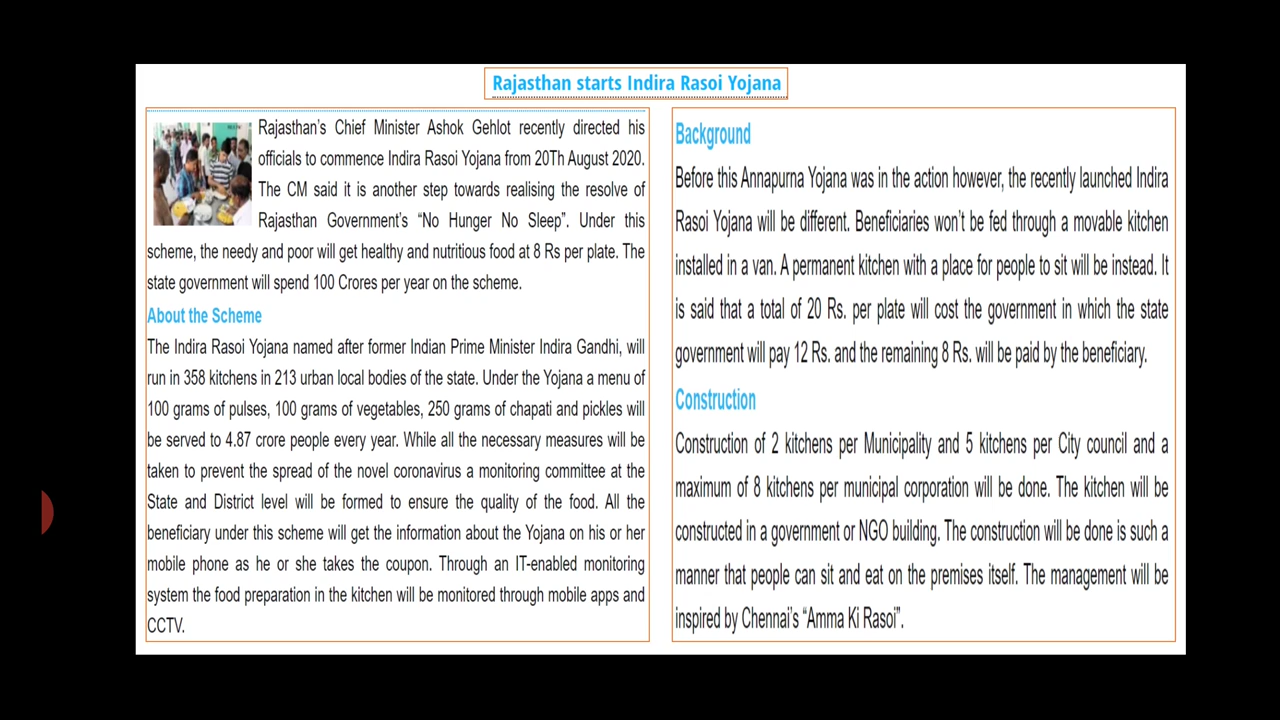 Rajasthan starts Indira Rasoi Yojana
Rajasthan's Chief Minister Ashok Gehlot recently directed his
officials to commence Indira Rasoi Yojana from 20Th August 2020.
The CM said it is another step towards realising the resolve of
Rajasthan Government's “No Hunger No Sleep”. Under this
scheme, the needy and poor will get healthy and nutritious food at 8 Rs per plate. The
state government will spend 100 Crores per year on the scheme.
About the Scheme
The Indira Rasoi Yojana named after former Indian Prime Minister Indira Gandhi, will
run in 358 kitchens in 213 urban local bodies of the state. Under the Yojana a menu of
100 grams of pulses, 100 grams of vegetables, 250 grams of chapati and pickles will
be served to 4.87 crore people every year. While all the necessary measures will be
taken to prevent the spread of the novel coronavirus a monitoring committee at the
State and District level will be formed to ensure the quality of the food. All the
beneficiary under this scheme will get the information about the Yojana on his or her
mobile phone as he or she takes the coupon. Through an IT-enabled monitoring
system the food preparation in the kitchen will be monitored through mobile apps and
CCTV.
Background
Before this Annapurna Yojana was in the action however, the recently launched Indira
Rasoi Yojana will be different. Beneficiaries won't be fed through a movable kitchen
installed in a van. A permanent kitchen with a place for people to sit will be instead. It
is said that a total of 20 Rs. per plate will cost the government in which the state
government will pay 12 Rs. and the remaining 8 Rs. will be paid by the beneficiary.
Construction
Construction of 2 kitchens per Municipality and 5 kitchens per City council and a
maximum of 8 kitchens per municipal corporation will be done. The kitchen will be
constructed in a government or NGO building. The construction will be done is such a
manner that people can sit and eat on the premises itself. The management will be
inspired by Chennai's “Amma Ki Rasoi”.